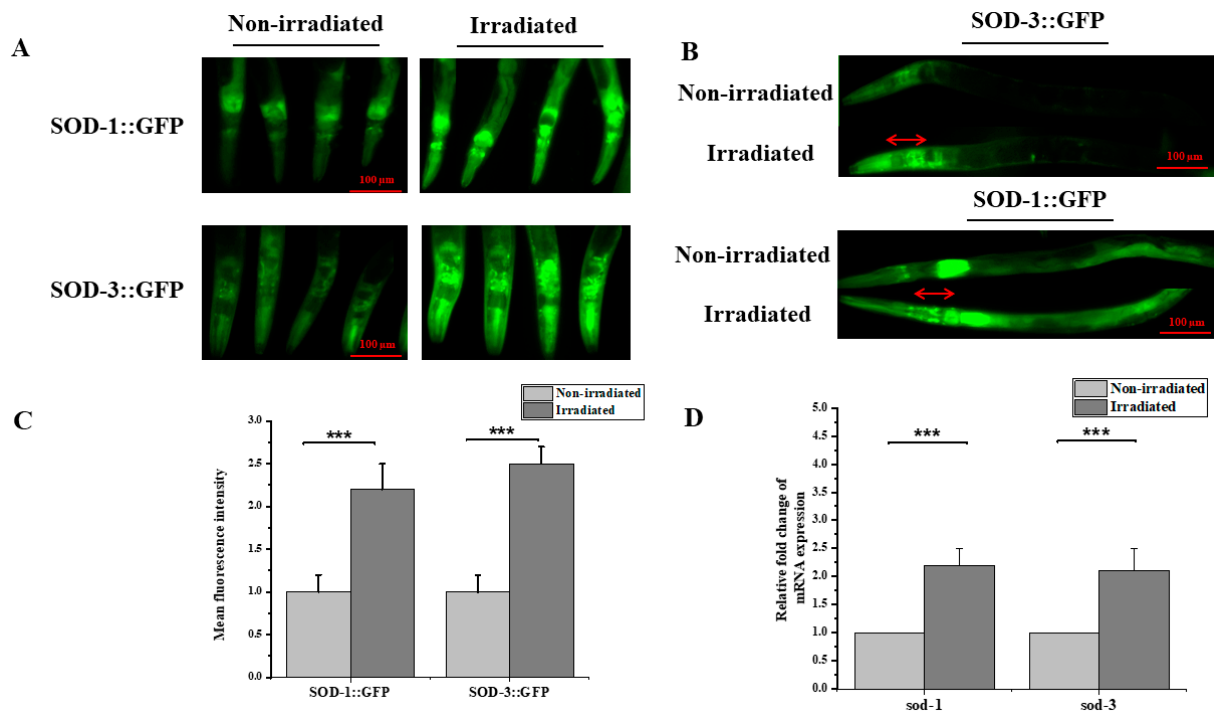 A
Non-irradiated
Irradiated
SOD-1::GFP
100 µm
100 µm
SOD-3::GFP
100 µm
B
SOD-3::GFP
Non-irradiated
Irradiated
100 µm
SOD-1::GFP
Non-irradiated
Irradiated
100 µm
C
Non-irradiated
Irradiated
Mean fluorescence intensity
3.0
2.5
2.0
1.5
1.0
0.5
0.0
***
***
SOD-1::GFP
SOD-3::GFP
D
Non-irradiated
Irradiated
Relative fold change of
mRNA expression
5.0
4.5
4.0
3.5
3.0
2.5
2.0
1.5
1.0
0.5
0.0
***
***
sod-1
sod-3